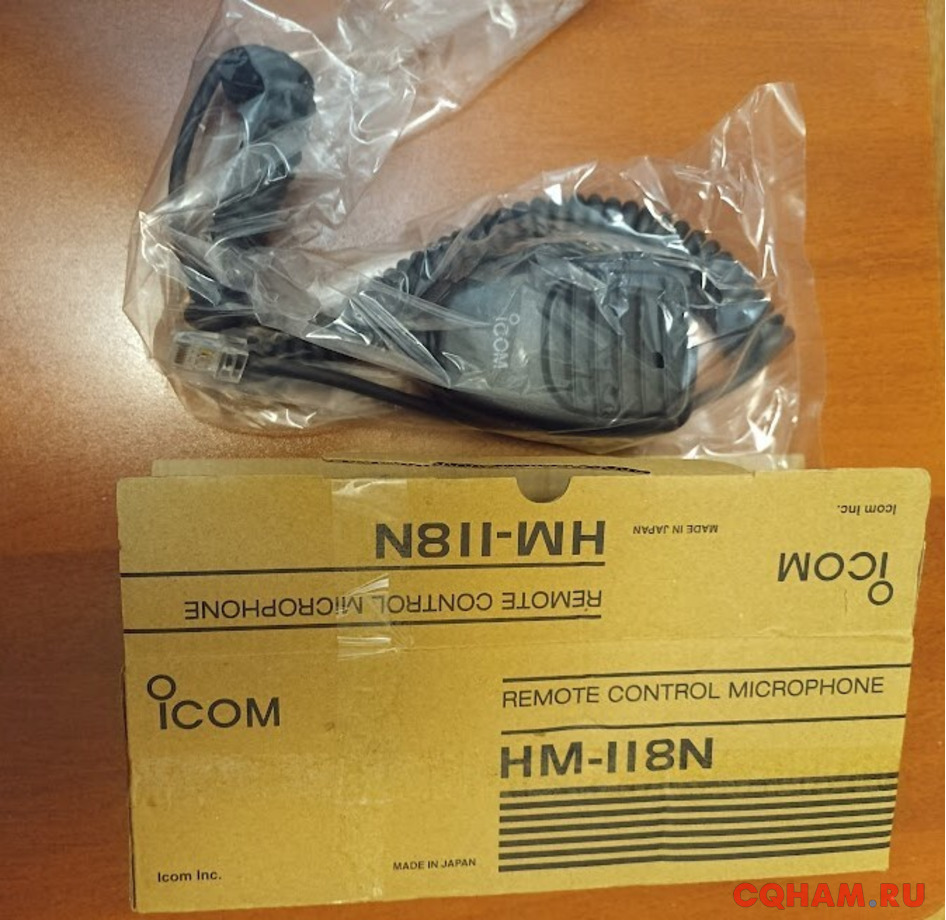 ICOM
HM-118N
MADE IN JAPAN
Icom Inc.
ICOM
REMOTE CONTROL MICROPHONE
ICOM
REMOTE CONTROL MICROPHONE
HM-118N
MADE IN JAPAN
Icom Inc.
CQHAM.RU